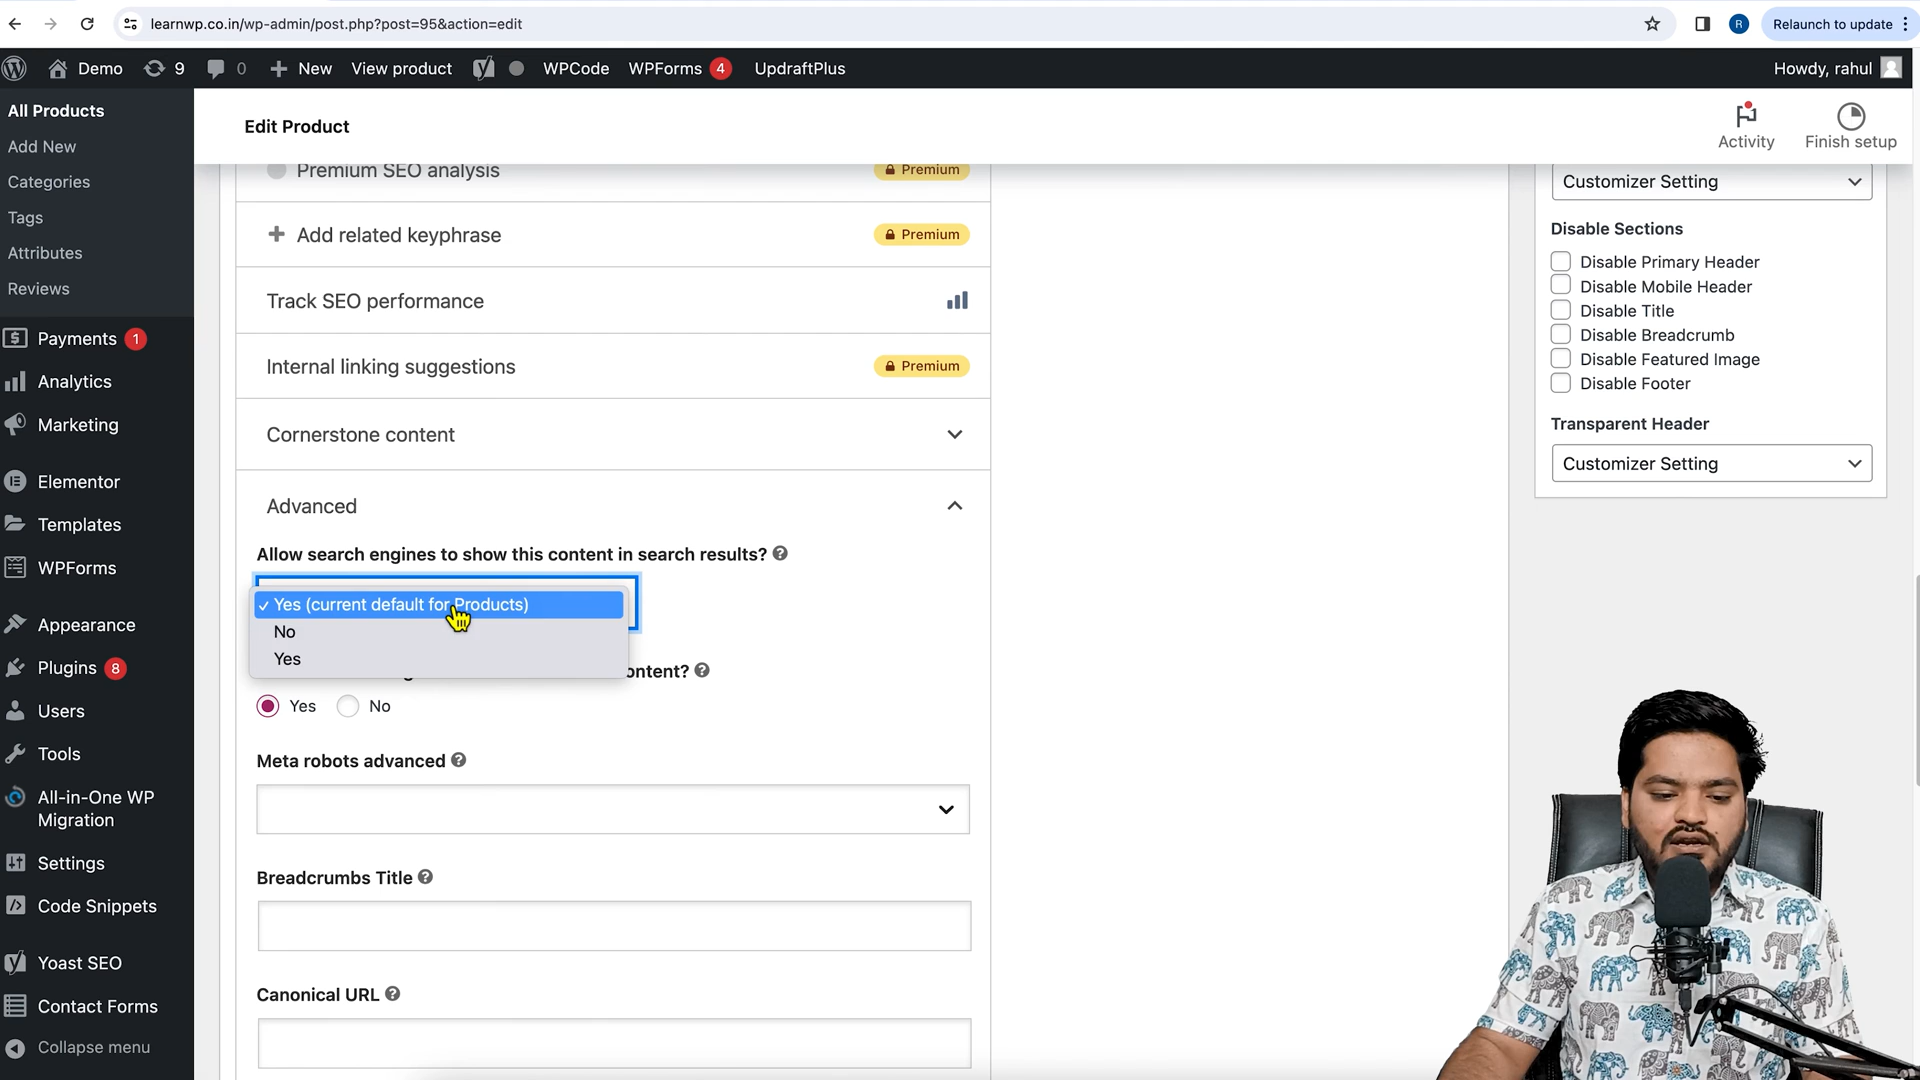 learnwp.co.in/wp-admin/post.php?post=95&action=edit
R
Relaunch to update
Demo
9
0
New
View product
WPCode
WPForms
4
UpdraftPlus
Howdy, rahul
All Products
Add New
Categories
Tags
Attributes
Reviews
Payments
1
Analytics
Marketing
Elementor
Templates
WPForms
Appearance
Plugins
8
Users
Tools
All-in-One WP
Migration
Settings
Code Snippets
Yoast SEO
Contact Forms
Collapse menu
Edit Product
Activity
Finish setup
Premium SEO analysis
Premium
Add related keyphrase
Premium
Track SEO performance
Internal linking suggestions
Premium
Cornerstone content
Advanced
Allow search engines to show this content in search results?
Yes (current default for Products)
No
Yes
ontent?
Yes
No
Meta robots advanced
Breadcrumbs Title
Canonical URL
Customizer Setting
Disable Sections
Disable Primary Header
Disable Mobile Header
Disable Title
Disable Breadcrumb
Disable Featured Image
Disable Footer
Transparent Header
Customizer Setting